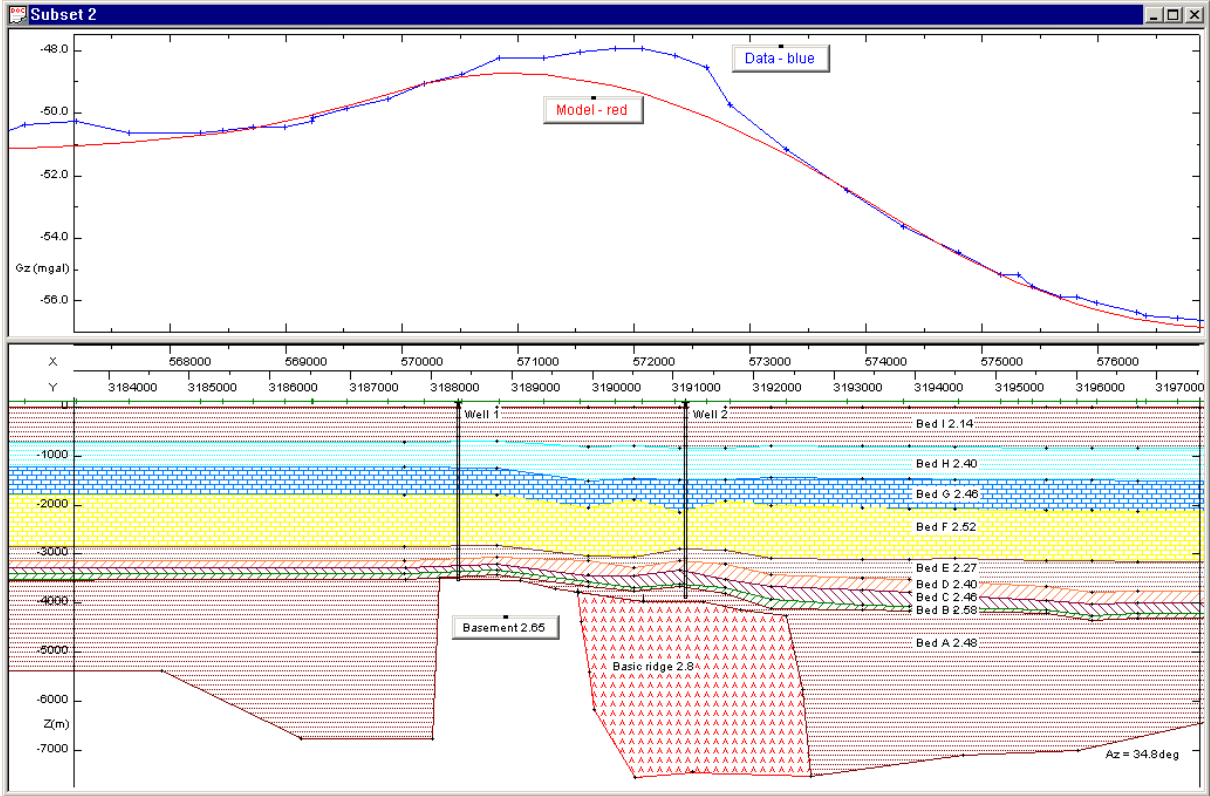 Subset 2
-48.0
Data - blue
-50.0
Model - red
-52.0
-54.0
Gz (mgal)
-56.0
X 568000 569000 570000 571000 572000 573000 574000 575000 576000
Y 3184000 3185000 3186000 3187000 3188000 3189000 3190000 3191000 3192000 3193000 3194000 3195000 3196000 3197000
Well 1 Well 2
Bed I 2.14
-1000
Bed H 2.40
Bed G 2.46
-2000
Bed F 2.52
-3000
Bed E 2.27
Bed D 2.40
Bed C 2.46
-4000
Bed B 2.58
Basement 2.65
Bed A 2.48
-5000
Basic ridge 2.8
-6000
Z(m)
-7000
Az = 34.8deg